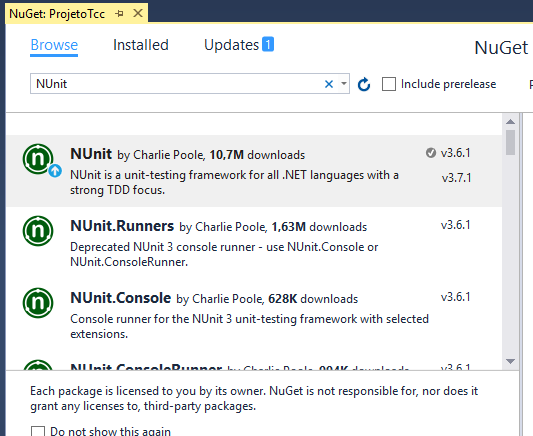 NuGet: ProjetoTcc
Browse Installed Updates 1
NuGet
NUnit
Include prerelease
NUnit by Charlie Poole, 10,7M downloads v3.6.1
NUnit is a unit-testing framework for all .NET languages with a v3.7.1
strong TDD focus.
NUnit.Runners by Charlie Poole, 1,63M downloads v3.6.1
Deprecated NUnit 3 console runner - use NUnit.Console or
NUnit.ConsoleRunner.
NUnit.Console by Charlie Poole, 628K downloads v3.6.1
Console runner for the NUnit 3 unit-testing framework with selected
extensions.
NUnit.ConsoleRunner by Charlie Poole, 904K downloads v3.6.1
Each package is licensed to you by its owner. NuGet is not responsible for, nor does it
grant any licenses to, third-party packages.
Do not show this again